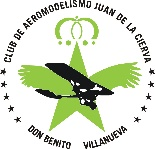 CLUB DE AEROMODELISMO JUAN DE LA CIERVA
DON BENITO VILLANUEVA